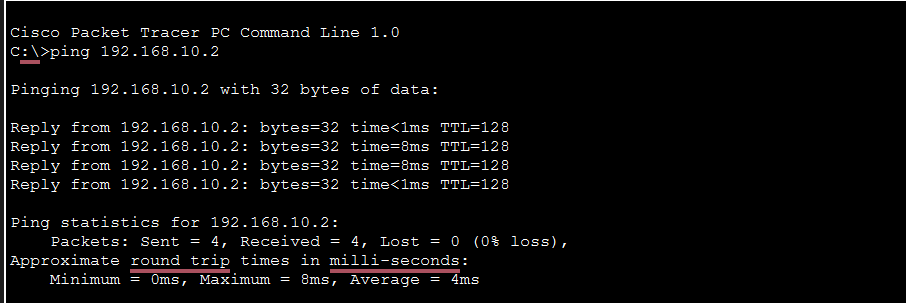 Cisco Packet Tracer PC Command Line 1.0
C:\>ping 192.168.10.2
Pinging 192.168.10.2 with 32 bytes of data:
Reply from 192.168.10.2: bytes=32 time<1ms TTL=128
Reply from 192.168.10.2: bytes=32 time=8ms TTL=128
Reply from 192.168.10.2: bytes=32 time=8ms TTL=128
Reply from 192.168.10.2: bytes=32 time<1ms TTL=128
Ping statistics for 192.168.10.2:
Packets: Sent = 4, Received = 4, Lost = 0 (0% loss),
Approximate round trip times in milli-seconds:
Minimum = 0ms, Maximum = 8ms, Average = 4ms